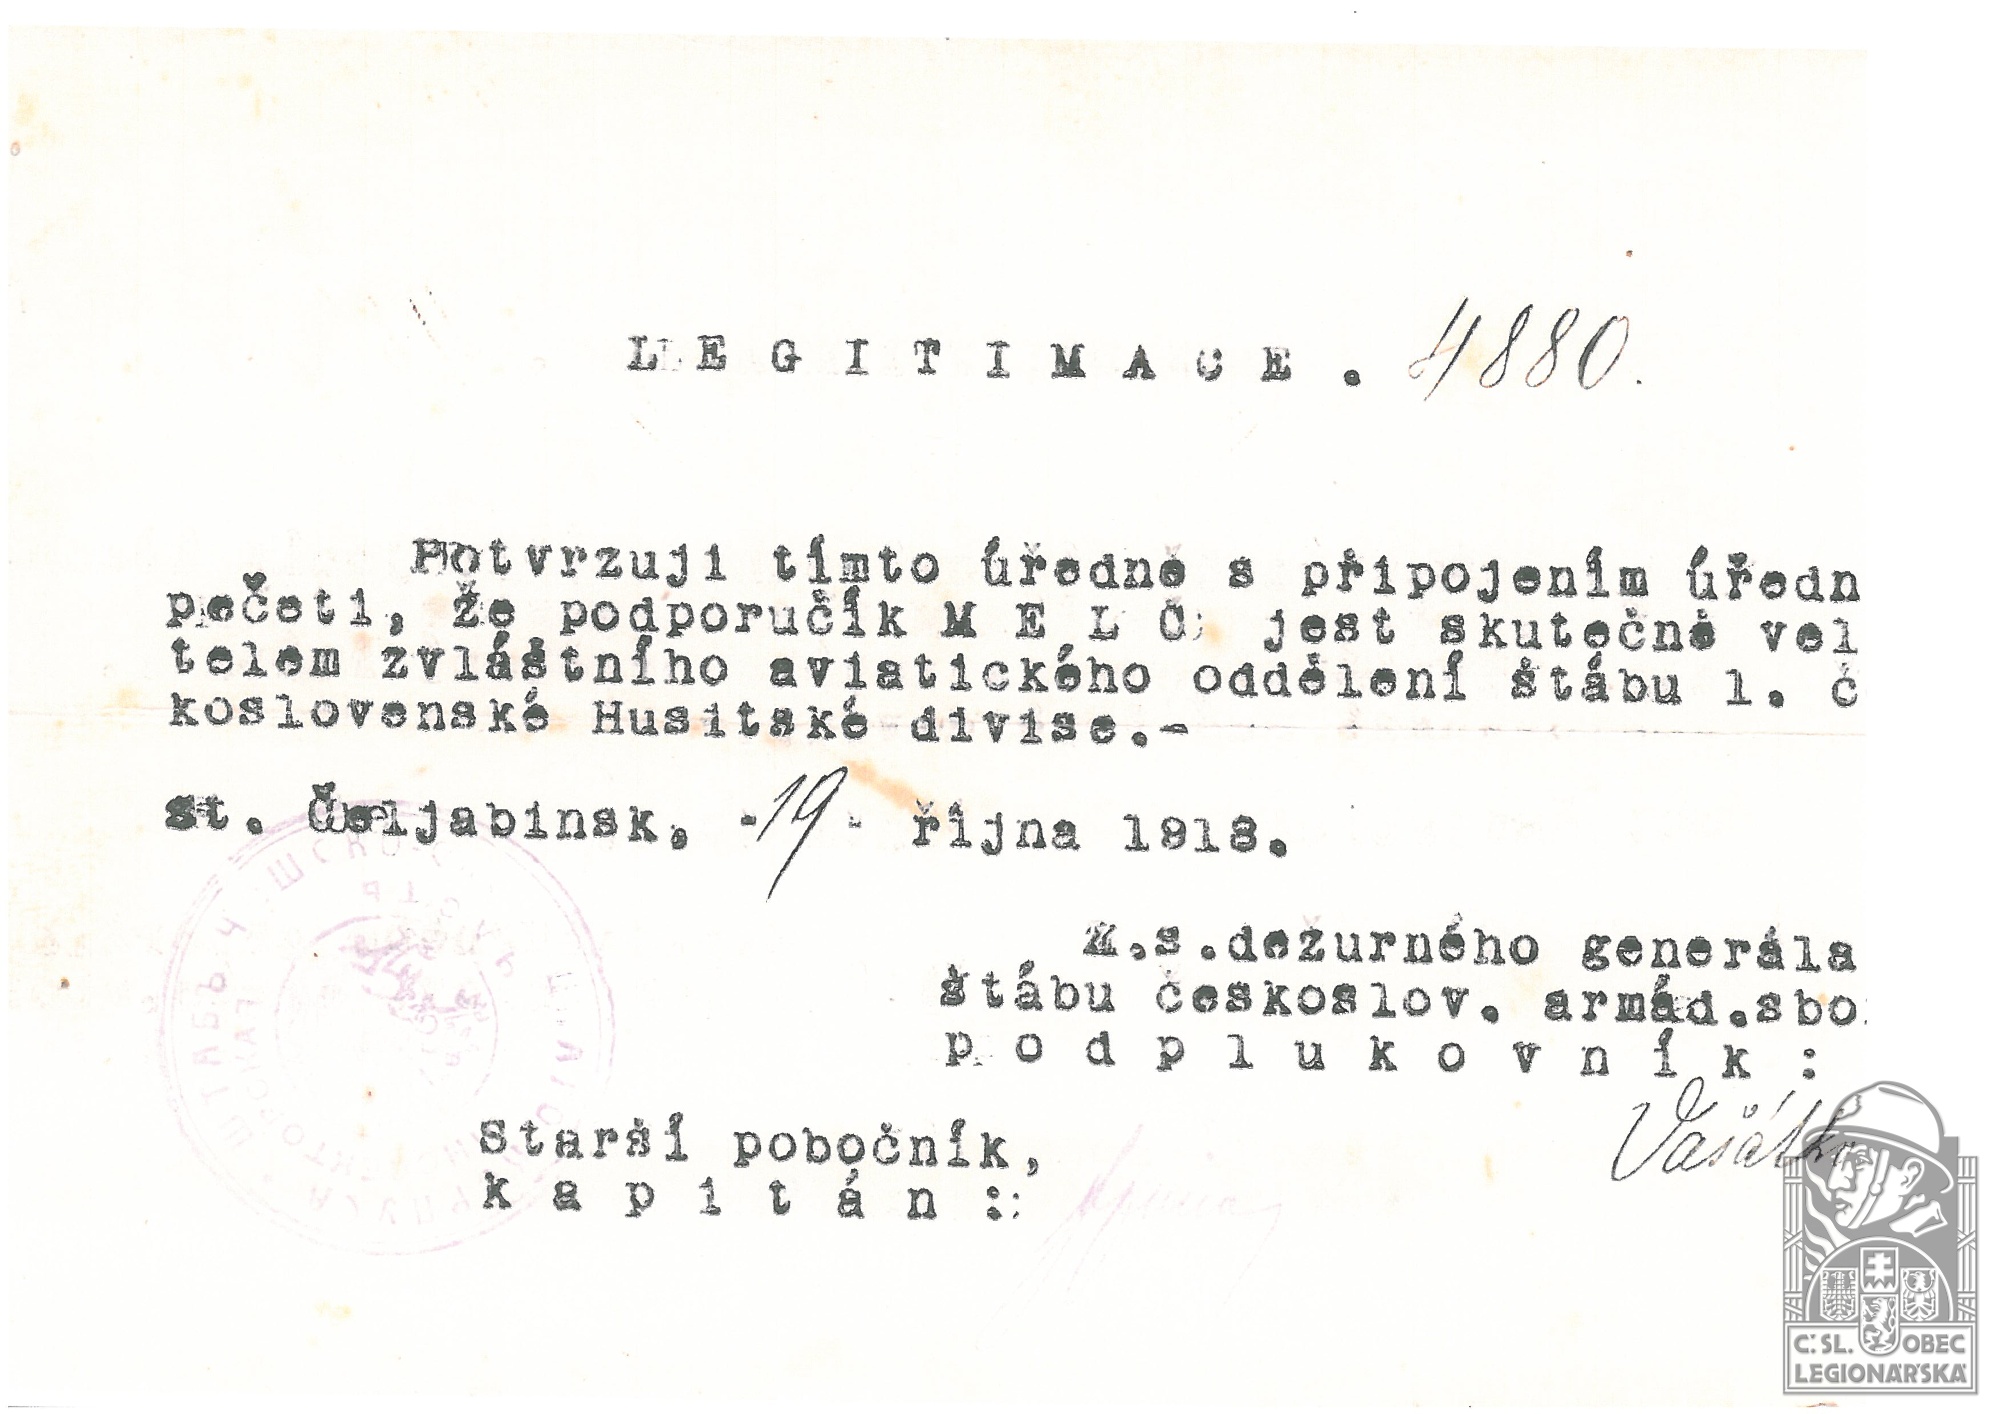 LEGITIMACE. 4880.
Potvrzuji tímto úředně s připojením úředn
pečeti, že podporučík MELČ jest skutečně vel
telem zvláštního aviatického oddělení štábu 1. č
koslovenské Husitské divise.-
st. Čeljabinsk, -19- října 1918.
Z.s.dežurného generála
štábu českoslov. armád.sbo
podplukovník:
Vašátko
Starší pobočník,
kapitán:
Č.SL. OBEC
LEGIONÁŘSKÁ